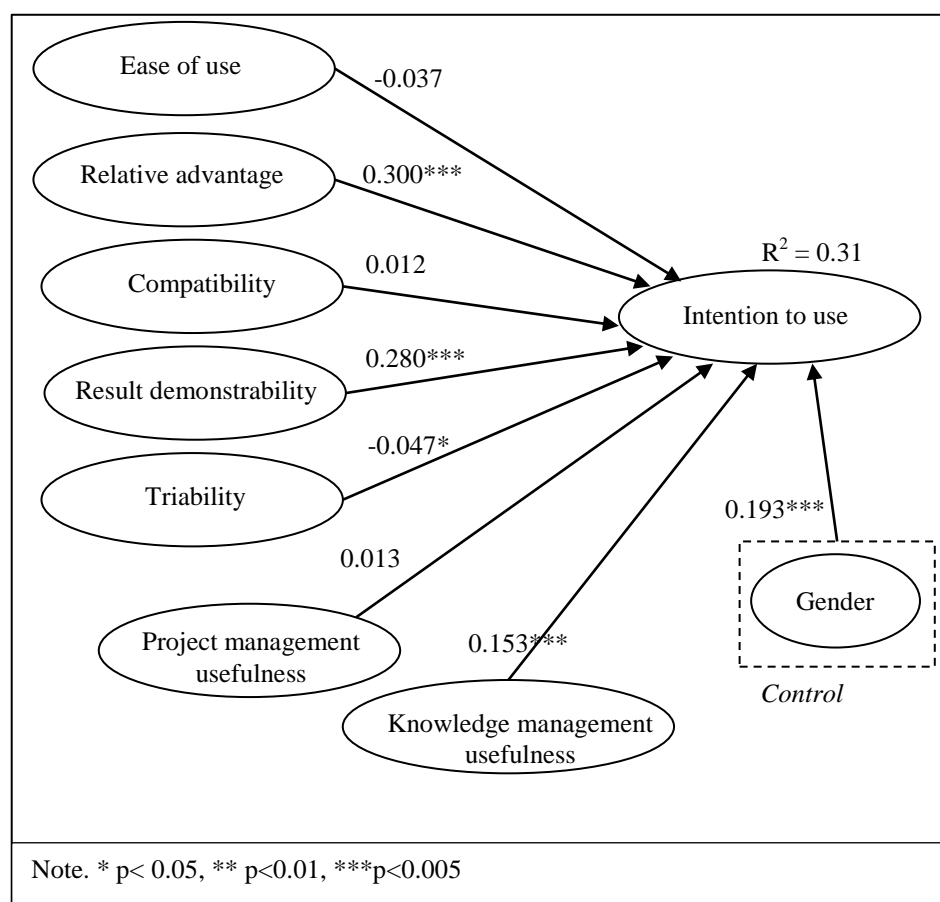 Ease of use
-0.037
Relative advantage
0.300***
R² = 0.31
Compatibility
0.012
Intention to use
Result demonstrability
0.280***
Triability
-0.047*
0.193***
0.013
Gender
Project management
usefulness
0.153***
Control
Knowledge management
usefulness
Note. * p< 0.05, ** p<0.01, ***p<0.005